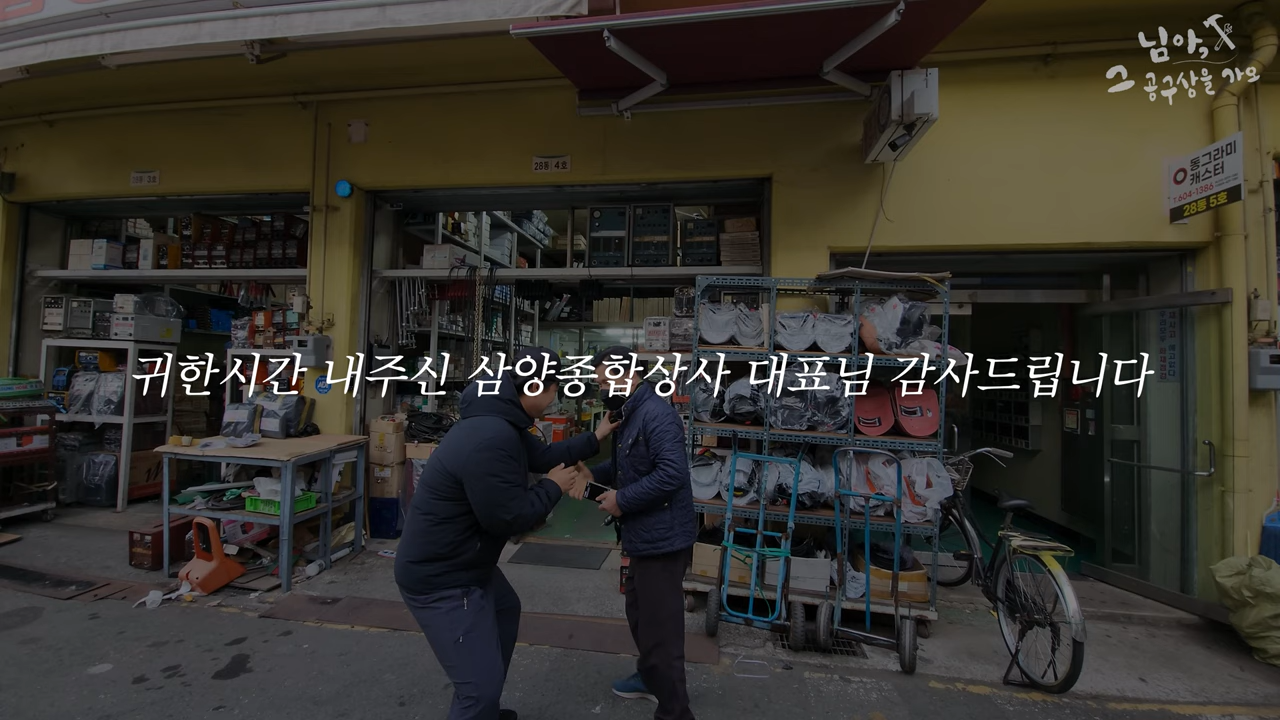 님아,
그 공구상을 가오
28동 4호
동그라미
캐스터
T.604-1386
28동 5호
귀한시간 내주신 삼양종합상사 대표님 감사드립니다